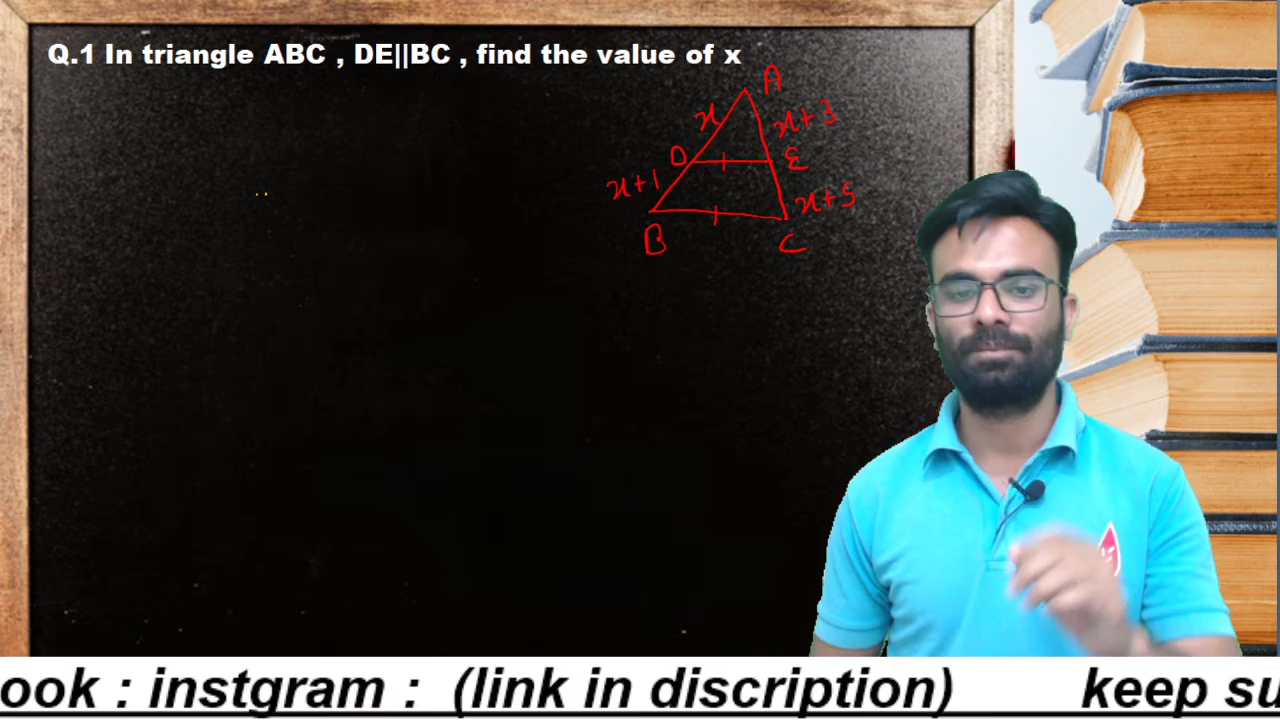 Q.1 In triangle ABC , DE||BC , find the value of x
A
x
x+3
D
E
x+1
x+5
B
C
ook : instgram : (link in discription) keep su